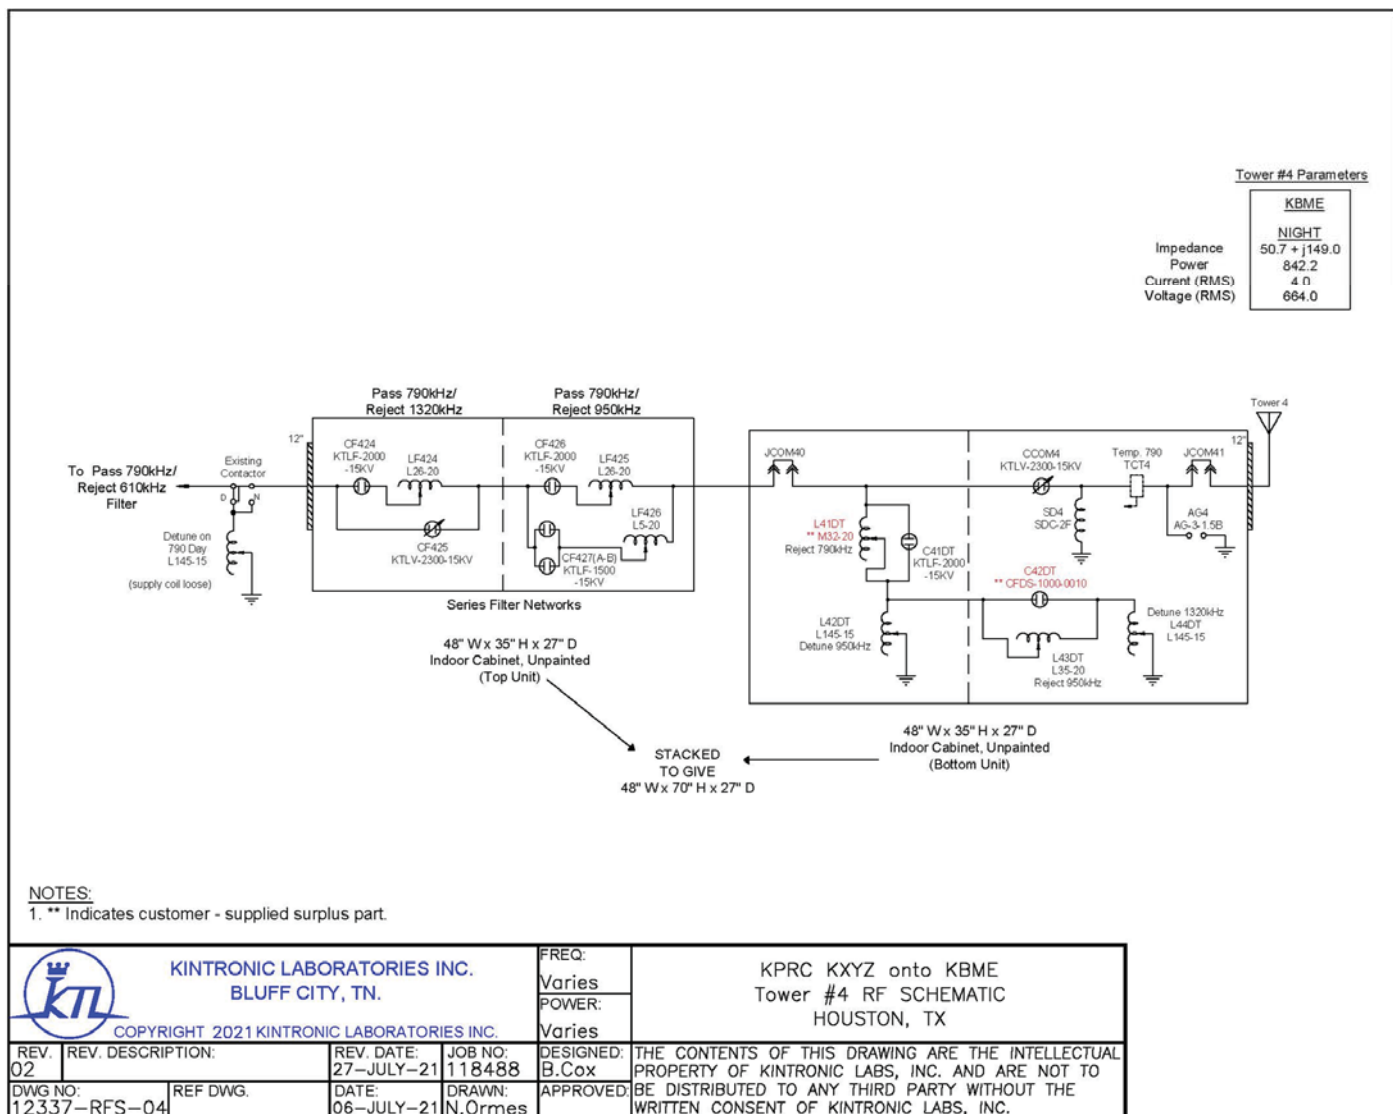 Tower #4 Parameters
KBME
NIGHT
Impedance 50.7 + j149.0
Power 842.2
Current (RMS) 4.0
Voltage (RMS) 664.0
Pass 790kHz/
Reject 1320kHz
Pass 790kHz/
Reject 950kHz
Tower 4
12"
CF424
KTLF-2000
-15KV
LF424
L26-20
CF426
KTLF-2000
-15KV
LF425
L26-20
JCOM40
CCOM4
KTLV-2300-15KV
Temp. 790
TCT4
JCOM41
12"
To Pass 790kHz/
Reject 610kHz
Filter
Existing
Contactor
D
N
CF425
KTLV-2300-15KV
LF426
L5-20
CF427(A-B)
KTLF-1500
-15KV
L41DT
** M32-20
Reject 790kHz
C41DT
KTLF-2000
-15KV
SD4
SDC-2F
AG4
AG-3-1.5B
Detune on
790 Day
L145-15
(supply coil loose)
C42DT
** CFDS-1000-0010
L42DT
L145-15
Detune 950kHz
L43DT
L35-20
Reject 950kHz
Detune 1320kHz
L44DT
L145-15
Series Filter Networks
48" W x 35" H x 27" D
Indoor Cabinet, Unpainted
(Top Unit)
48" W x 35" H x 27" D
Indoor Cabinet, Unpainted
(Bottom Unit)
STACKED
TO GIVE
48" W x 70" H x 27" D
NOTES:
1. ** Indicates customer - supplied surplus part.
KTL
KINTRONIC LABORATORIES INC.
BLUFF CITY, TN.
COPYRIGHT 2021 KINTRONIC LABORATORIES INC.
FREQ:
Varies
POWER:
Varies
KPRC KXYZ onto KBME
Tower #4 RF SCHEMATIC
HOUSTON, TX
REV.
02
REV. DESCRIPTION:
REV. DATE:
27-JULY-21
JOB NO:
118488
DESIGNED:
B.Cox
DWG NO:
12337-RFS-04
REF DWG.
DATE:
06-JULY-21
DRAWN:
N.Ormes
APPROVED:
THE CONTENTS OF THIS DRAWING ARE THE INTELLECTUAL
PROPERTY OF KINTRONIC LABS, INC. AND ARE NOT TO
BE DISTRIBUTED TO ANY THIRD PARTY WITHOUT THE
WRITTEN CONSENT OF KINTRONIC LABS, INC.